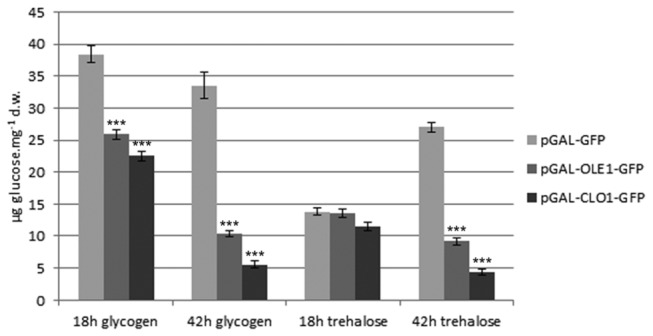 45
40
35
30
25
20
15
10
5
0
µg glucose.mg⁻¹ d.w.
***
***
***
***
***
***
18h glycogen
42h glycogen
18h trehalose
42h trehalose
pGAL-GFP
pGAL-OLE1-GFP
pGAL-CLO1-GFP